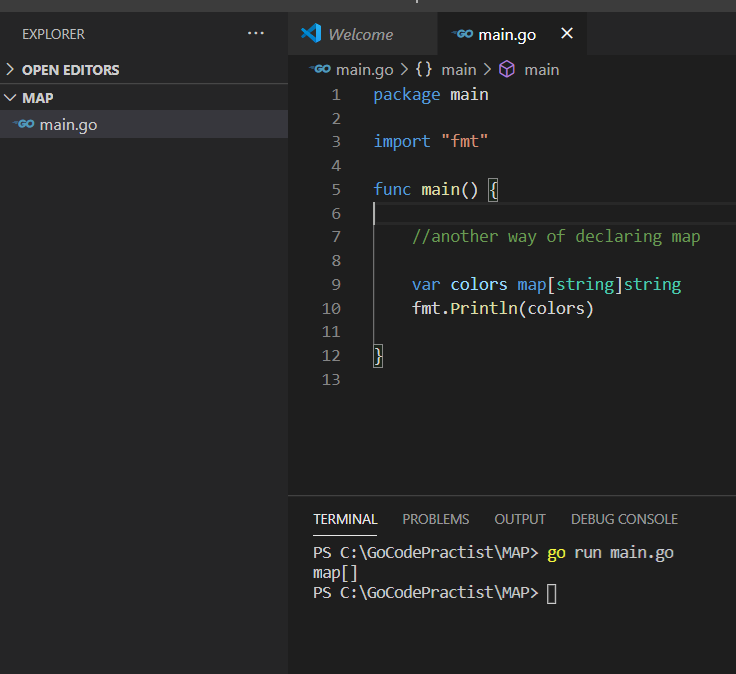 EXPLORER ...
OPEN EDITORS
MAP
GO main.go
Welcome
GO main.go
GO main.go > {} main > main
1 package main
2
3 import "fmt"
4
5 func main() {
6
7 //another way of declaring map
8
9 var colors map[string]string
10 fmt.Println(colors)
11
12 }
13
TERMINAL PROBLEMS OUTPUT DEBUG CONSOLE
PS C:\GoCodePractist\MAP> go run main.go
map[]
PS C:\GoCodePractist\MAP>